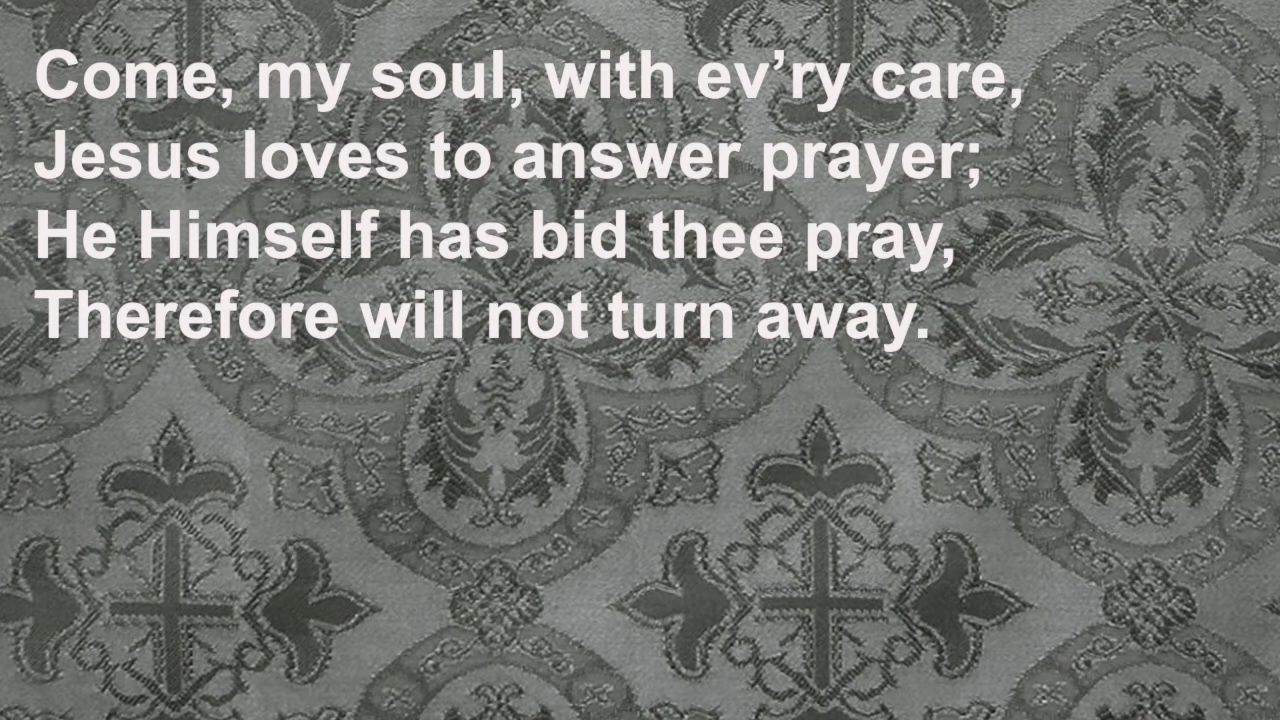 Come, my soul, with ev’ry care,
Jesus loves to answer prayer;
He Himself has bid thee pray,
Therefore will not turn away.